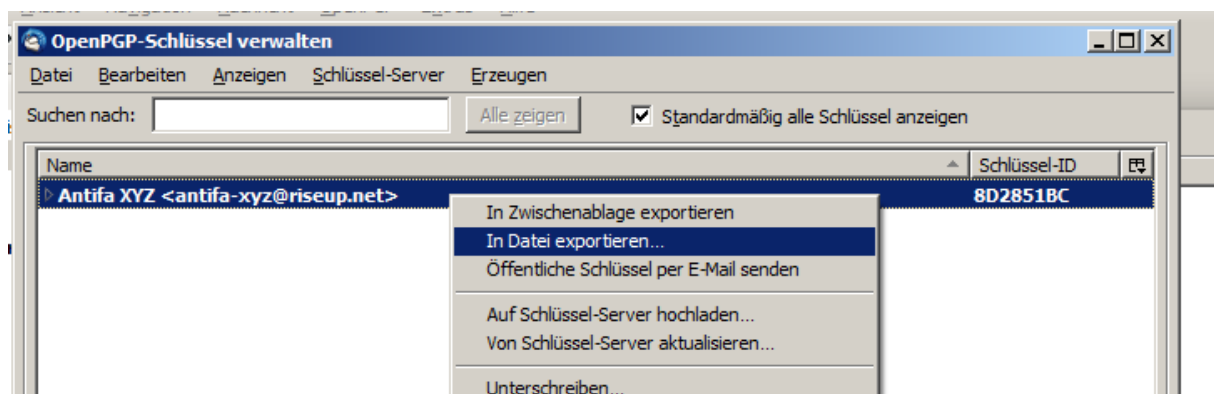 OpenPGP-Schlüssel verwalten
Datei Bearbeiten Anzeigen Schlüssel-Server Erzeugen
Suchen nach: Alle zeigen Standardmäßig alle Schlüssel anzeigen
Name Schlüssel-ID
Antifa XYZ <antifa-xyz@riseup.net> 8D2851BC
In Zwischenablage exportieren
In Datei exportieren...
Öffentliche Schlüssel per E-Mail senden
Auf Schlüssel-Server hochladen...
Von Schlüssel-Server aktualisieren...
Unterschreiben...